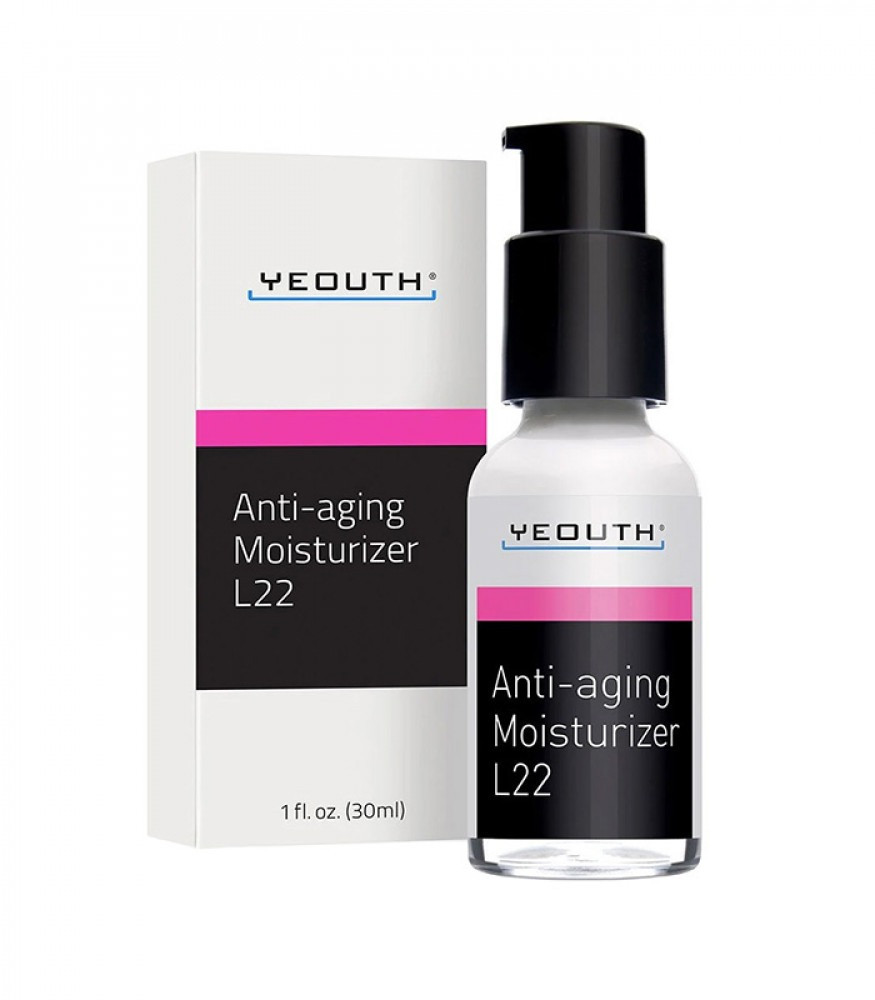 YEOUTH®
Anti-aging
Moisturizer
L22
1 fl. oz. (30ml)
YEOUTH®
Anti-aging
Moisturizer
L22